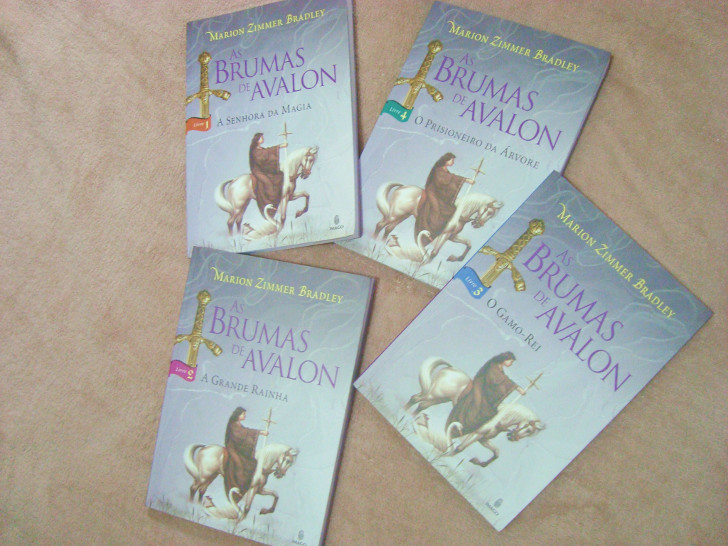 MARION ZIMMER BRADLEY
AS
BRUMAS
DE AVALON
LIVRO 1
A SENHORA DA MAGIA
MARION ZIMMER BRADLEY
AS
BRUMAS
DE AVALON
LIVRO 4
O PRISIONEIRO DA ÁRVORE
MARION ZIMMER BRADLEY
AS
BRUMAS
DE AVALON
LIVRO 2
A GRANDE RAINHA
MARION ZIMMER BRADLEY
AS
BRUMAS
DE AVALON
LIVRO 3
O GAMO-REI